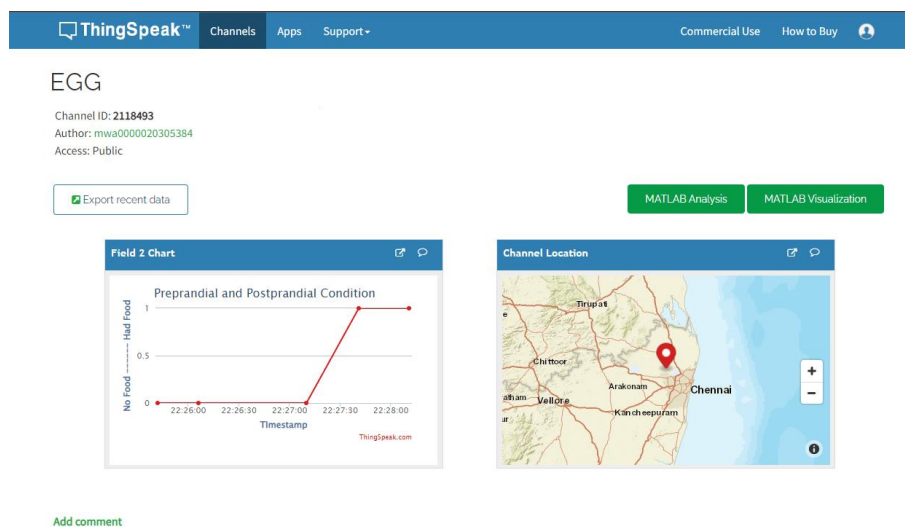 ThingSpeak™ Channels Apps Support Commercial Use How to Buy
EGG
Channel ID: 2118493
Author: mwa0000020305384
Access: Public
Export recent data MATLAB Analysis MATLAB Visualization
Field 2 Chart
Preprandial and Postprandial Condition
No Food ------- Had Food
1
0.5
0
22:26:00 22:26:30 22:27:00 22:27:30 22:28:00
TImestamp
ThingSpeak.com
Channel Location
Tirupati
Chittoor
Arakonam
Chennai
Vellore
Kancheepuram
+
−
Add comment